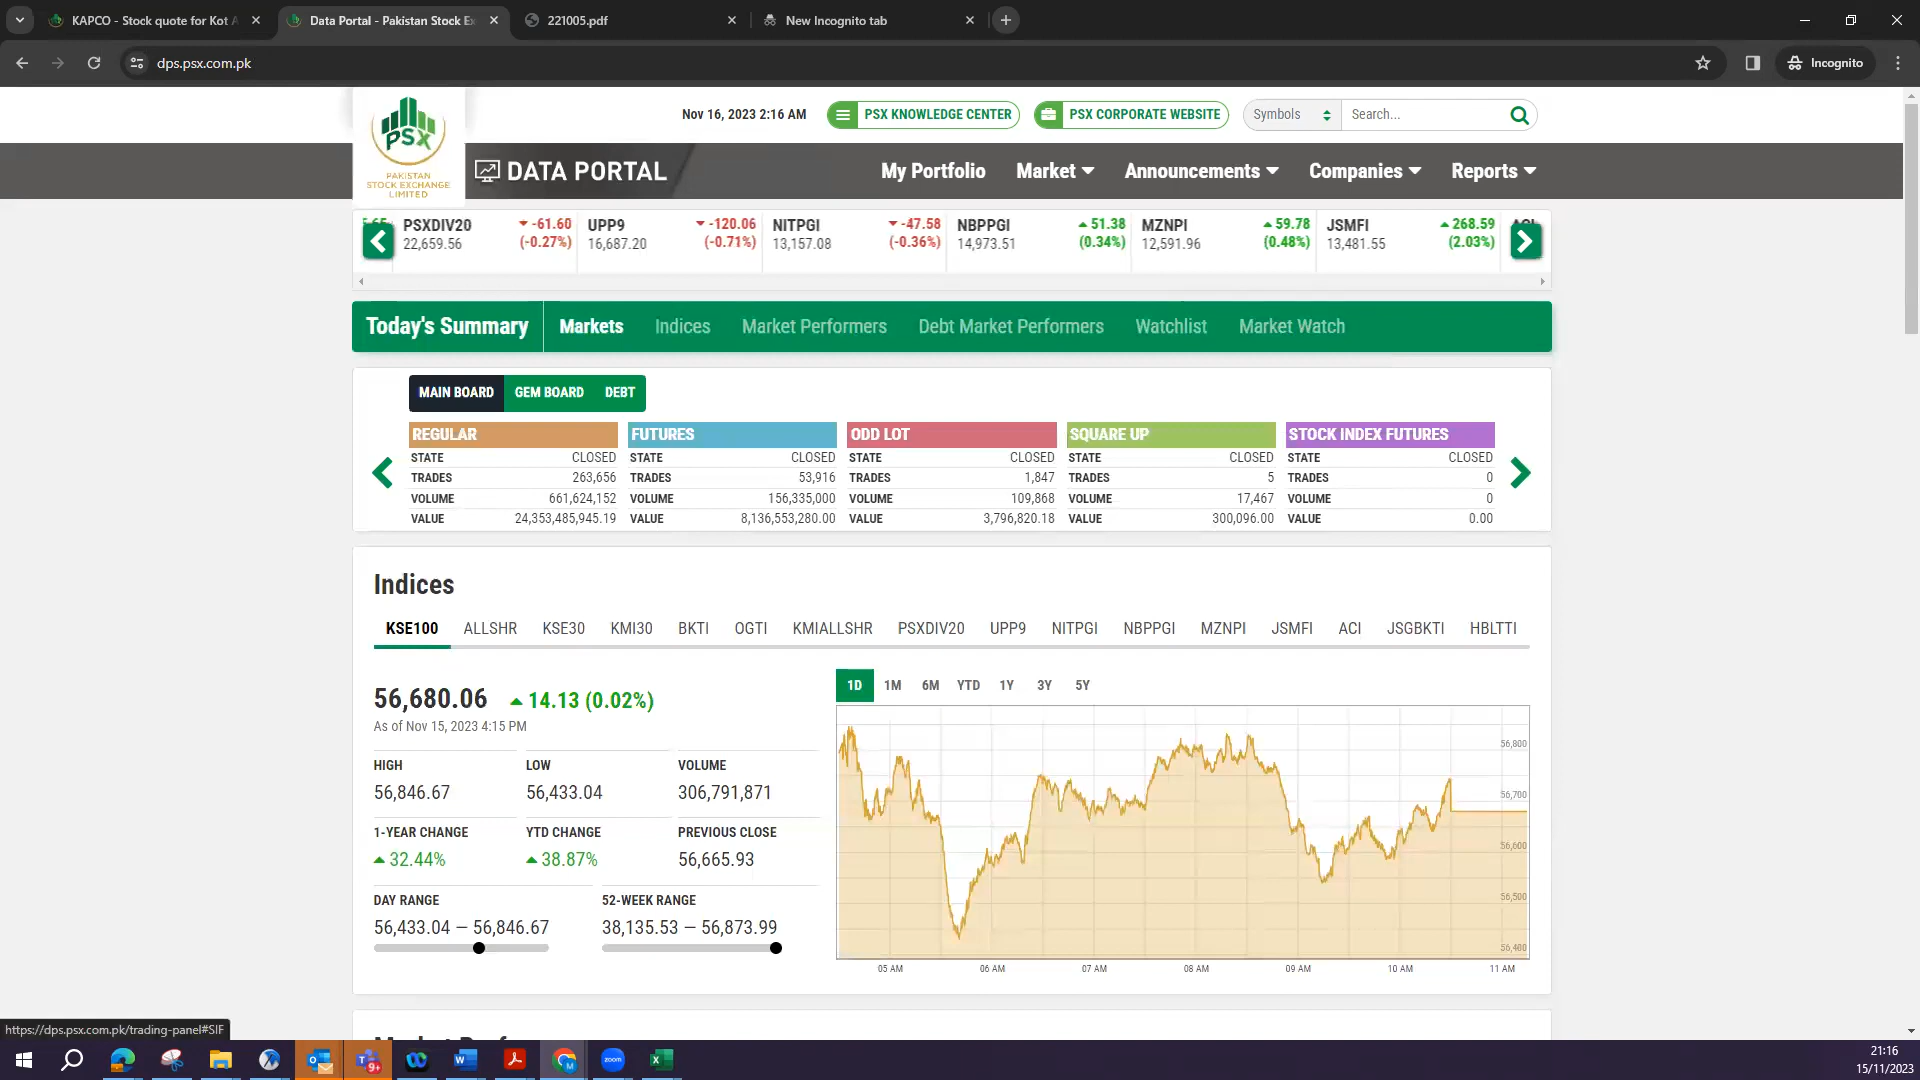 KAPCO - Stock quote for Kot A
Data Portal - Pakistan Stock Ex
221005.pdf
New Incognito tab
dps.psx.com.pk
Incognito
PSX
PAKISTAN
STOCK EXCHANGE
LIMITED
Nov 16, 2023 2:16 AM
PSX KNOWLEDGE CENTER
PSX CORPORATE WEBSITE
Symbols
Search...
DATA PORTAL
My Portfolio Market Announcements Companies Reports
PSXDIV20 -61.60 UPP9 -120.06 NITPGI -47.58 NBPPGI 51.38 MZNPI 59.78 JSMFI 268.59
22,659.56 (-0.27%) 16,687.20 (-0.71%) 13,157.08 (-0.36%) 14,973.51 (0.34%) 12,591.96 (0.48%) 13,481.55 (2.03%)
Today's Summary Markets Indices Market Performers Debt Market Performers Watchlist Market Watch
MAIN BOARD GEM BOARD DEBT
REGULAR FUTURES ODD LOT SQUARE UP STOCK INDEX FUTURES
STATE CLOSED STATE CLOSED STATE CLOSED STATE CLOSED STATE CLOSED
TRADES 263,656 TRADES 53,916 TRADES 1,847 TRADES 5 TRADES 0
VOLUME 661,624,152 VOLUME 156,335,000 VOLUME 109,868 VOLUME 17,467 VOLUME 0
VALUE 24,353,485,945.19 VALUE 8,136,553,280.00 VALUE 3,796,820.18 VALUE 300,096.00 VALUE 0.00
Indices
KSE100 ALLSHR KSE30 KMI30 BKTI OGTI KMIALLSHR PSXDIV20 UPP9 NITPGI NBPPGI MZNPI JSMFI ACI JSGBKTI HBLTTI
56,680.06 14.13 (0.02%)
As of Nov 15, 2023 4:15 PM
HIGH LOW VOLUME
56,846.67 56,433.04 306,791,871
1-YEAR CHANGE YTD CHANGE PREVIOUS CLOSE
32.44% 38.87% 56,665.93
DAY RANGE 52-WEEK RANGE
56,433.04 — 56,846.67 38,135.53 — 56,873.99
1D 1M 6M YTD 1Y 3Y 5Y
56,800
56,700
56,600
56,500
56,400
05 AM 06 AM 07 AM 08 AM 09 AM 10 AM 11 AM
https://dps.psx.com.pk/trading-panel#SIF
9+
zoom
21:16
15/11/2023